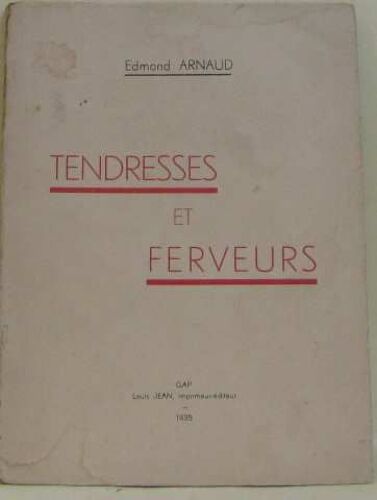 Edmond ARNAUD
TENDRESSES
ET
FERVEURS
GAP
Louis JEAN, imprimeur-éditeur
1935